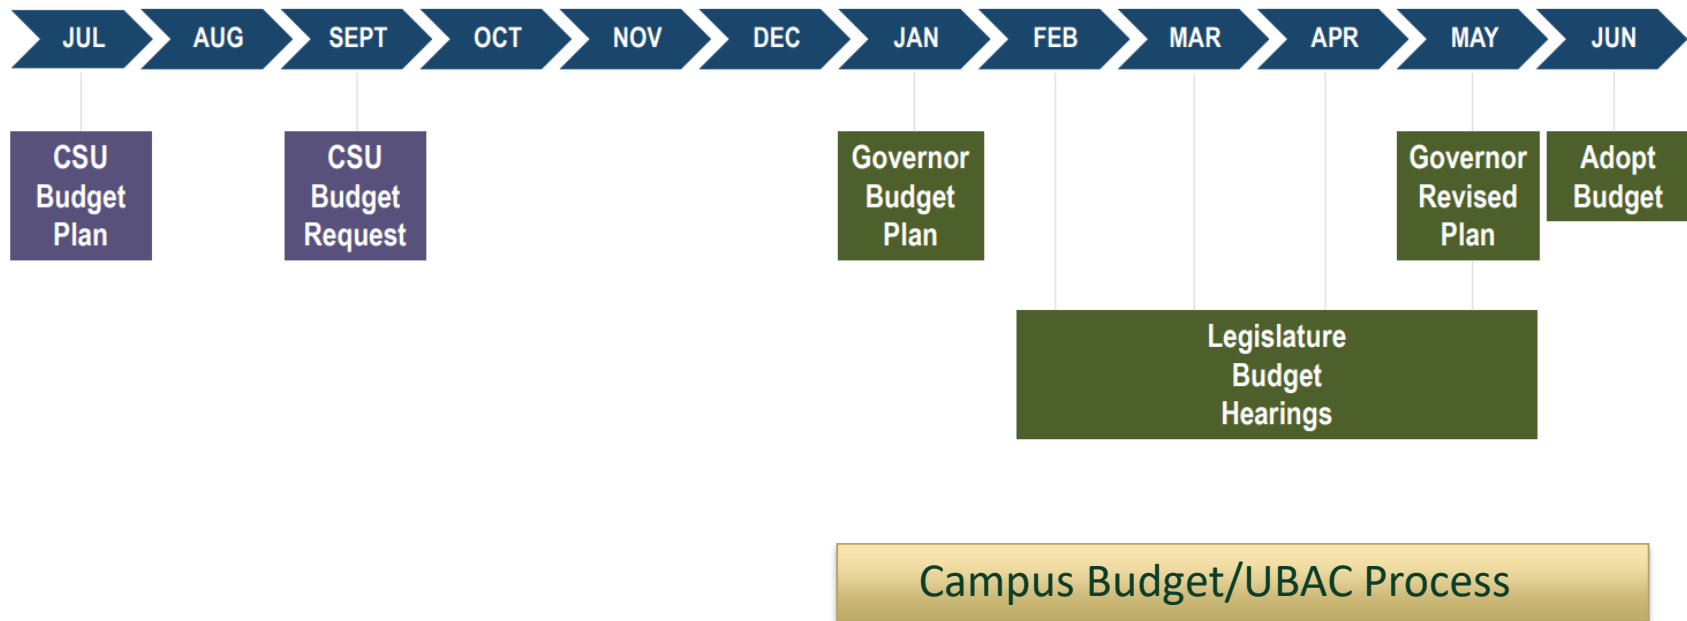 JUL AUG SEPT OCT NOV DEC JAN FEB MAR APR MAY JUN
CSU
Budget
Plan
CSU
Budget
Request
Governor
Budget
Plan
Governor
Revised
Plan
Adopt
Budget
Legislature
Budget
Hearings
Campus Budget/UBAC Process